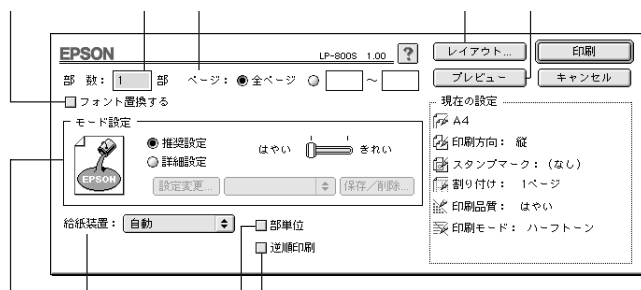 EPSON LP-800S 1.00 ? レイアウト... 印刷
部 数: 1 部 ページ: 全ページ ~ プレビュー キャンセル
フォント置換する
モード設定
EPSON
推奨設定 はやい きれい
詳細設定
設定変更... 保存／削除...
給紙装置: 自動
部単位
逆順印刷
現在の設定
A4
印刷方向: 縦
スタンプマーク: (なし)
割り付け: 1ページ
印刷品質: はやい
印刷モード: ハーフトーン